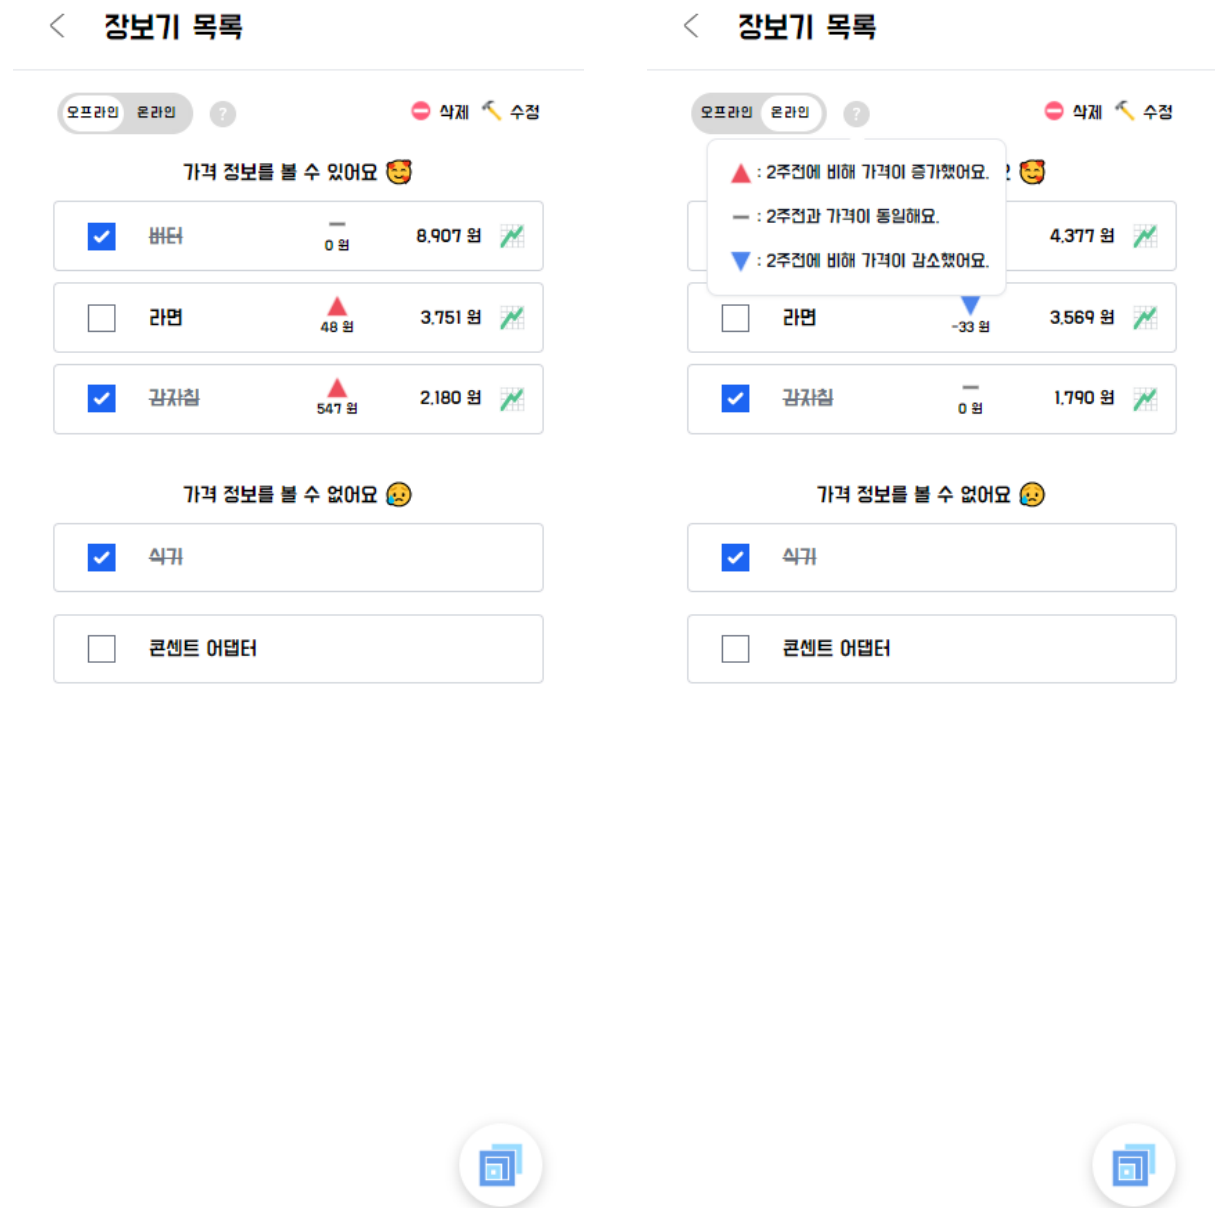 장보기 목록
오프라인 온라인 ?
삭제 수정
가격 정보를 볼 수 있어요
버터 0 원 8,907 원
라면 48 원 3,751 원
감자칩 547 원 2,180 원
가격 정보를 볼 수 없어요
식기
콘센트 어댑터
장보기 목록
오프라인 온라인 ?
삭제 수정
: 2주전에 비해 가격이 증가했어요.
: 2주전과 가격이 동일해요.
: 2주전에 비해 가격이 감소했어요.
4,377 원
라면 -33 원 3,569 원
감자칩 0 원 1,790 원
가격 정보를 볼 수 없어요
식기
콘센트 어댑터